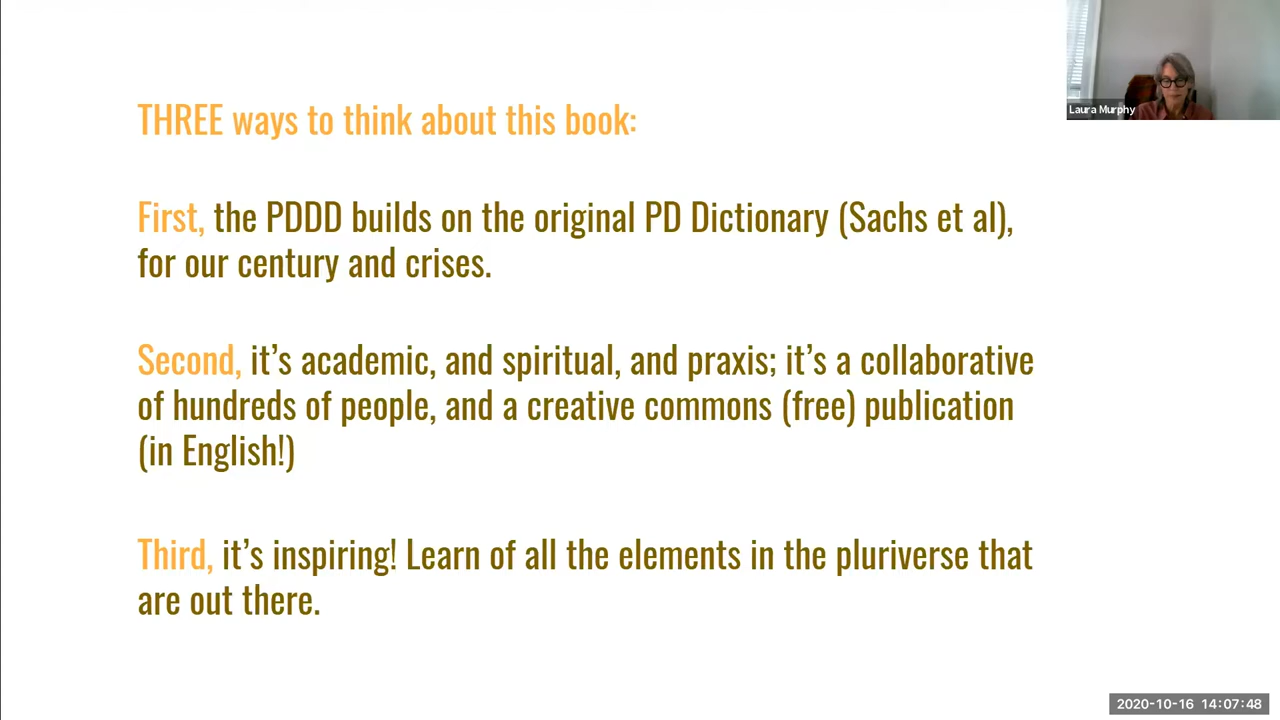 Laura Murphy
THREE ways to think about this book:
First, the PDDD builds on the original PD Dictionary (Sachs et al),
for our century and crises.
Second, it’s academic, and spiritual, and praxis; it’s a collaborative
of hundreds of people, and a creative commons (free) publication
(in English!)
Third, it’s inspiring! Learn of all the elements in the pluriverse that
are out there.
2020-10-16 14:07:48